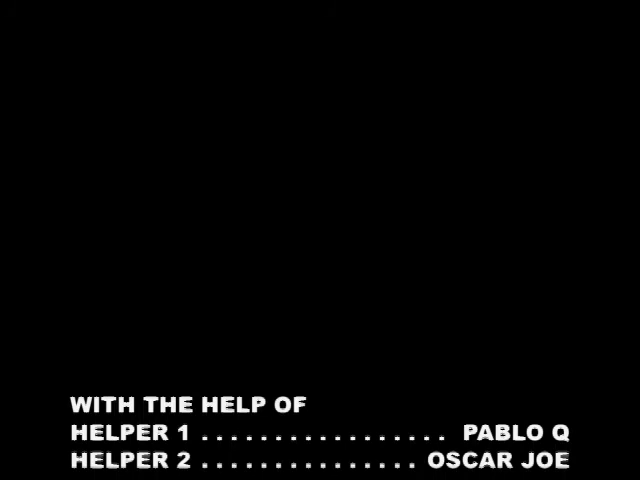 WITH THE HELP OF
HELPER 1 . . . . . . . . . . . . . . . . . PABLO Q
HELPER 2 . . . . . . . . . . . . . . . OSCAR JOE